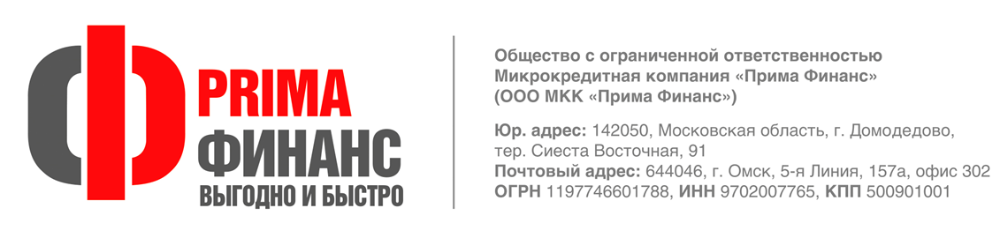 PRIMA
ФИНАНС
ВЫГОДНО И БЫСТРО
Общество с ограниченной ответственностью
Микрокредитная компания «Прима Финанс»
(ООО МКК «Прима Финанс»)
Юр. адрес: 142050, Московская область, г. Домодедово,
тер. Сиеста Восточная, 91
Почтовый адрес: 644046, г. Омск, 5-я Линия, 157а, офис 302
ОГРН 1197746601788, ИНН 9702007765, КПП 500901001